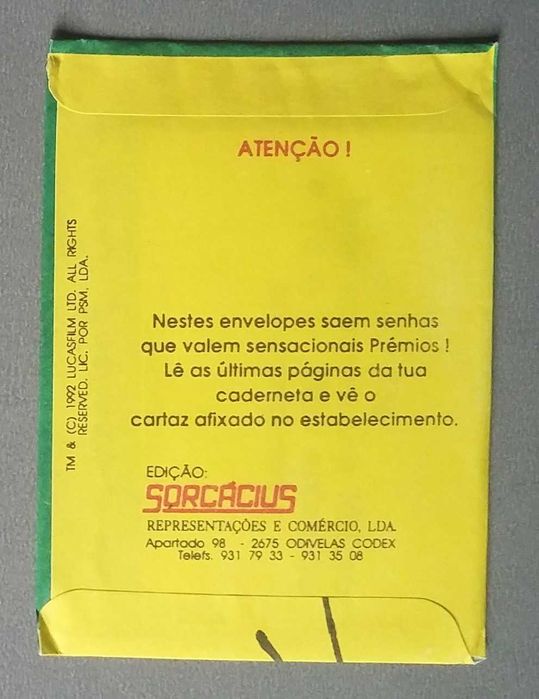 ATENÇÃO !
TM & (C) 1992 LUCASFILM LTD. ALL RIGHTS
RESERVED. LIC. POR PSM, LDA.
Nestes envelopes saem senhas
que valem sensacionais Prémios !
Lê as últimas páginas da tua
caderneta e vê o
cartaz afixado no estabelecimento.
EDIÇÃO:
SORCÁCIUS
REPRESENTAÇÕES E COMÉRCIO, LDA.
Apartado 98 - 2675 ODIVELAS CODEX
Telefs. 931 79 33 - 931 35 08